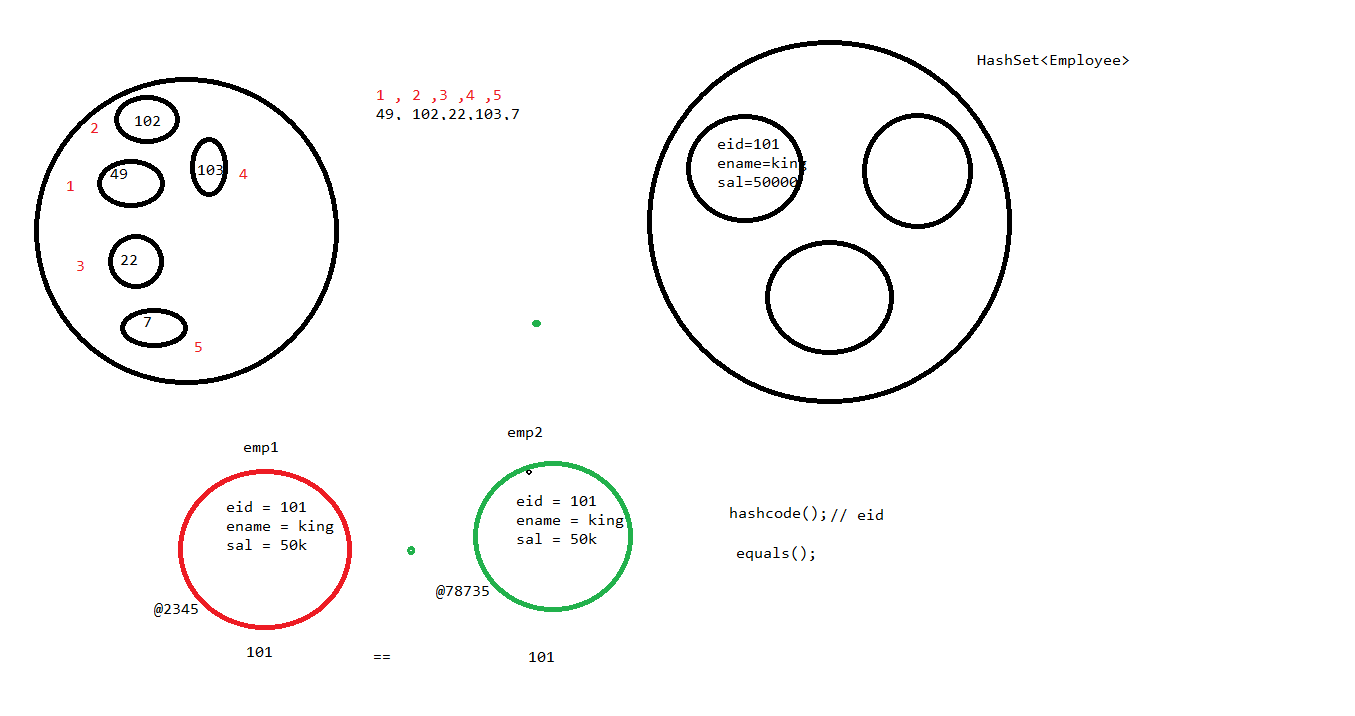 HashSet<Employee>
1 , 2 ,3 ,4 ,5
49, 102,22,103,7
2
102
49
103
4
1
22
3
7
5
eid=101
ename=king
sal=50000
emp1
emp2
eid = 101
ename = king
sal = 50k
@2345
101
==
eid = 101
ename = king
sal = 50k
@78735
101
hashcode();// eid
equals();